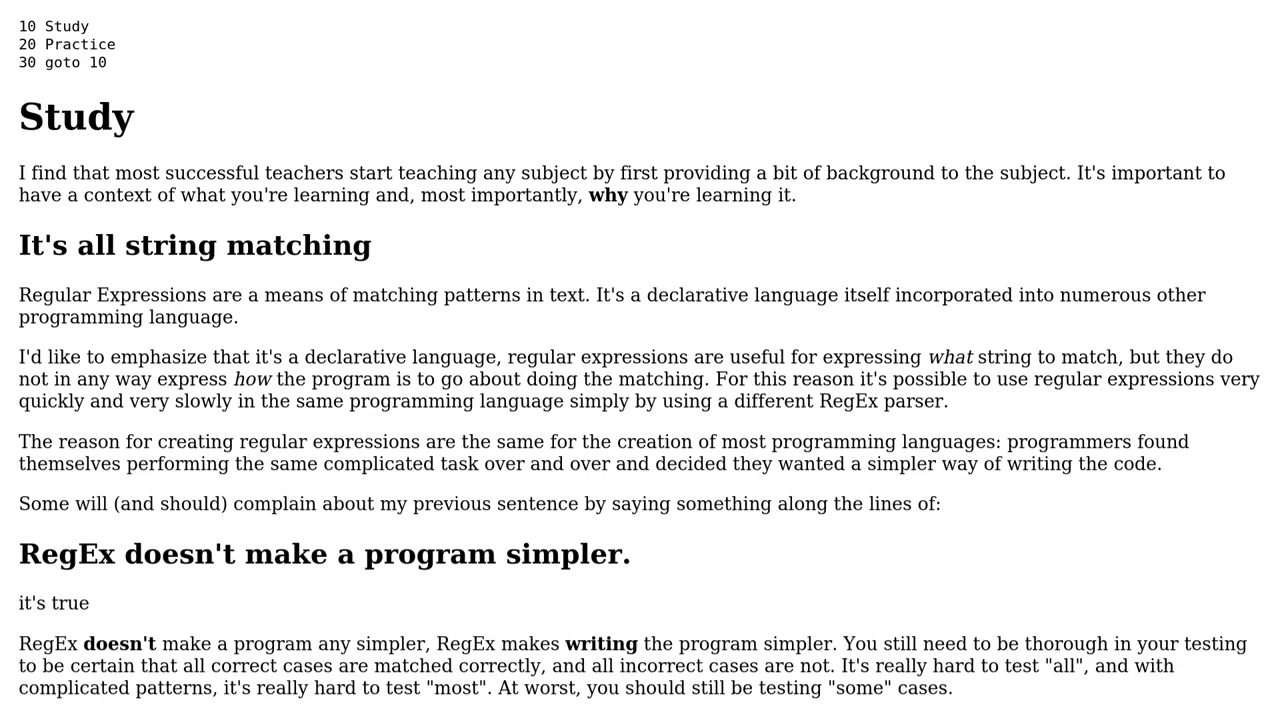 10 Study
20 Practice
30 goto 10
Study
I find that most successful teachers start teaching any subject by first providing a bit of background to the subject. It's important to
have a context of what you're learning and, most importantly, why you're learning it.
It's all string matching
Regular Expressions are a means of matching patterns in text. It's a declarative language itself incorporated into numerous other
programming language.
I'd like to emphasize that it's a declarative language, regular expressions are useful for expressing what string to match, but they do
not in any way express how the program is to go about doing the matching. For this reason it's possible to use regular expressions very
quickly and very slowly in the same programming language simply by using a different RegEx parser.
The reason for creating regular expressions are the same for the creation of most programming languages: programmers found
themselves performing the same complicated task over and over and decided they wanted a simpler way of writing the code.
Some will (and should) complain about my previous sentence by saying something along the lines of:
RegEx doesn't make a program simpler.
it's true
RegEx doesn't make a program any simpler, RegEx makes writing the program simpler. You still need to be thorough in your testing
to be certain that all correct cases are matched correctly, and all incorrect cases are not. It's really hard to test "all", and with
complicated patterns, it's really hard to test "most". At worst, you should still be testing "some" cases.